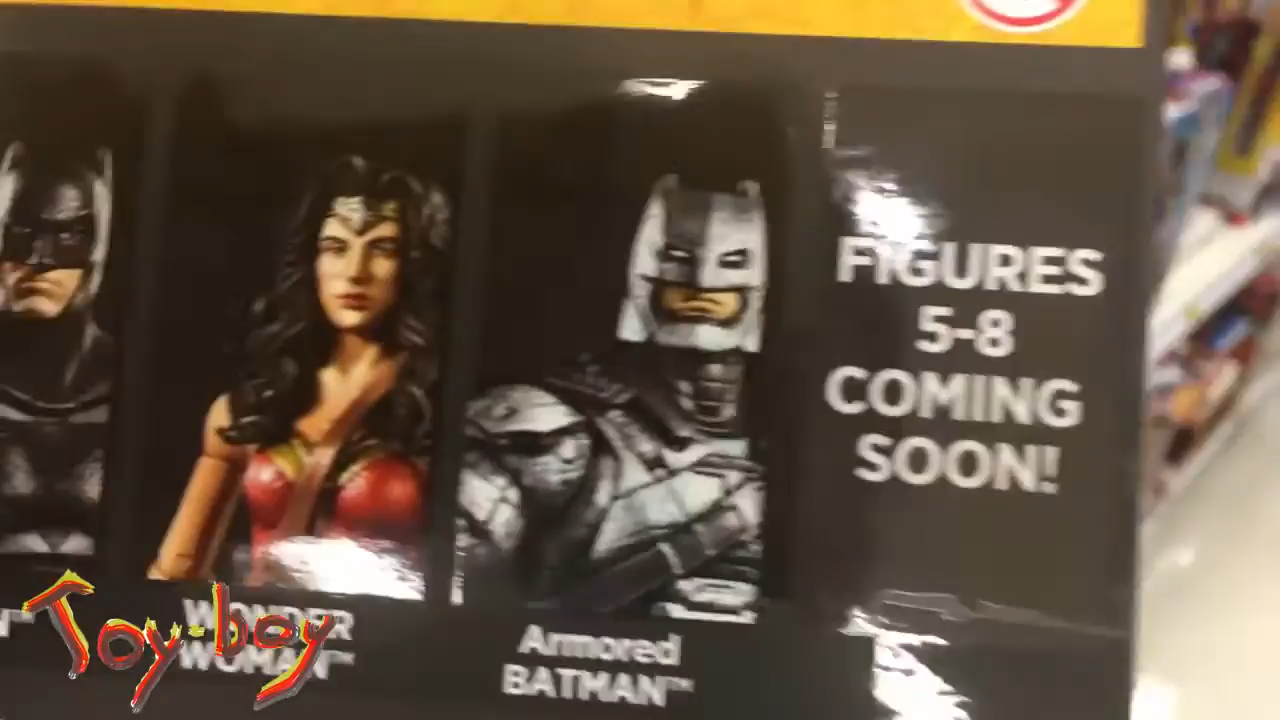 FIGURES
5-8
COMING
SOON!
WONDER
WOMAN™
Armored
BATMAN™
Toy-boy